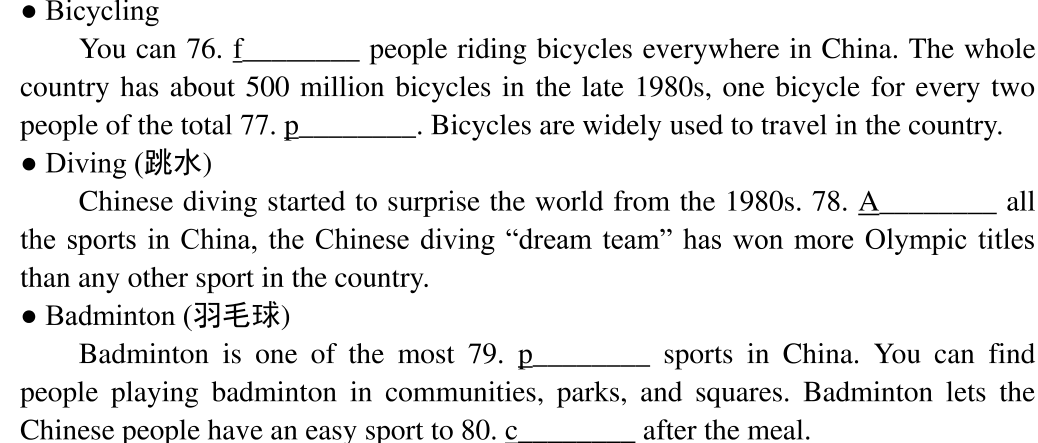 ● Bicycling
You can 76. f________ people riding bicycles everywhere in China. The whole
country has about 500 million bicycles in the late 1980s, one bicycle for every two
people of the total 77. p________. Bicycles are widely used to travel in the country.
● Diving (跳水)
Chinese diving started to surprise the world from the 1980s. 78. A________ all
the sports in China, the Chinese diving “dream team” has won more Olympic titles
than any other sport in the country.
● Badminton (羽毛球)
Badminton is one of the most 79. p________ sports in China. You can find
people playing badminton in communities, parks, and squares. Badminton lets the
Chinese people have an easy sport to 80. c________ after the meal.